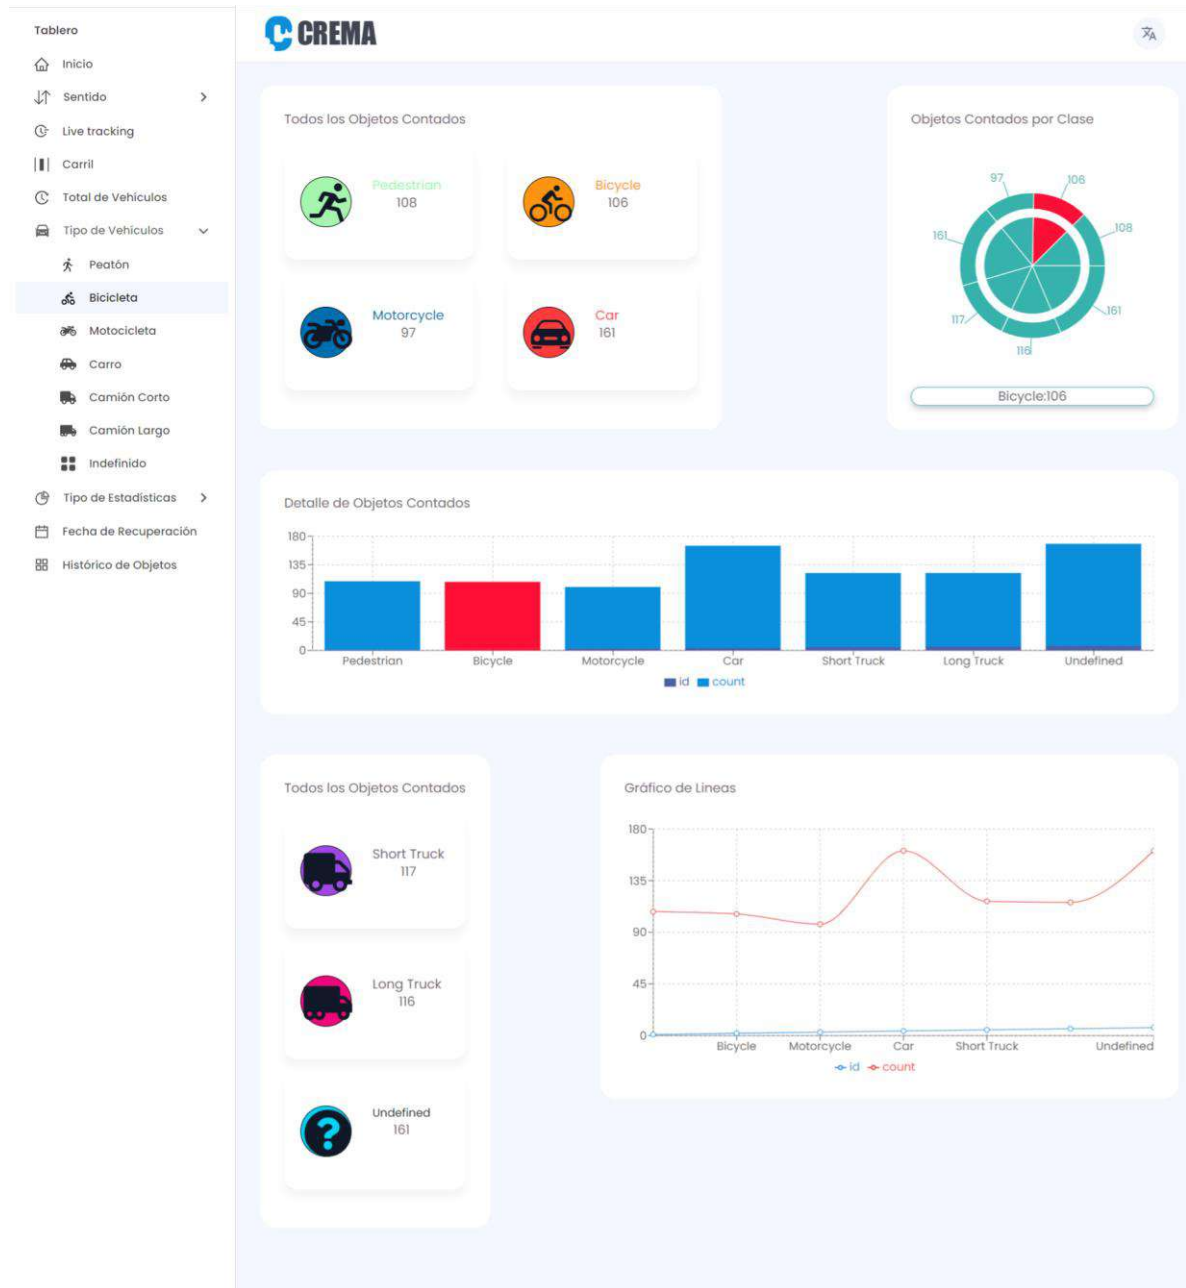 Tablero
Inicio
Sentido
Live tracking
Carril
Total de Vehículos
Tipo de Vehículos
Peatón
Bicicleta
Motocicleta
Carro
Camión Corto
Camión Largo
Indefinido
Tipo de Estadísticas
Fecha de Recuperación
Histórico de Objetos
CREMA
Todos los Objetos Contados
Pedestrian
108
Bicycle
106
Motorcycle
97
Car
161
Objetos Contados por Clase
97
106
108
161
161
117
116
Bicycle:106
Detalle de Objetos Contados
180
135
90
45
0
Pedestrian Bicycle Motorcycle Car Short Truck Long Truck Undefined
id count
Todos los Objetos Contados
Short Truck
117
Long Truck
116
Undefined
161
Gráfico de Lineas
180
135
90
45
0
Bicycle Motorcycle Car Short Truck Undefined
id count